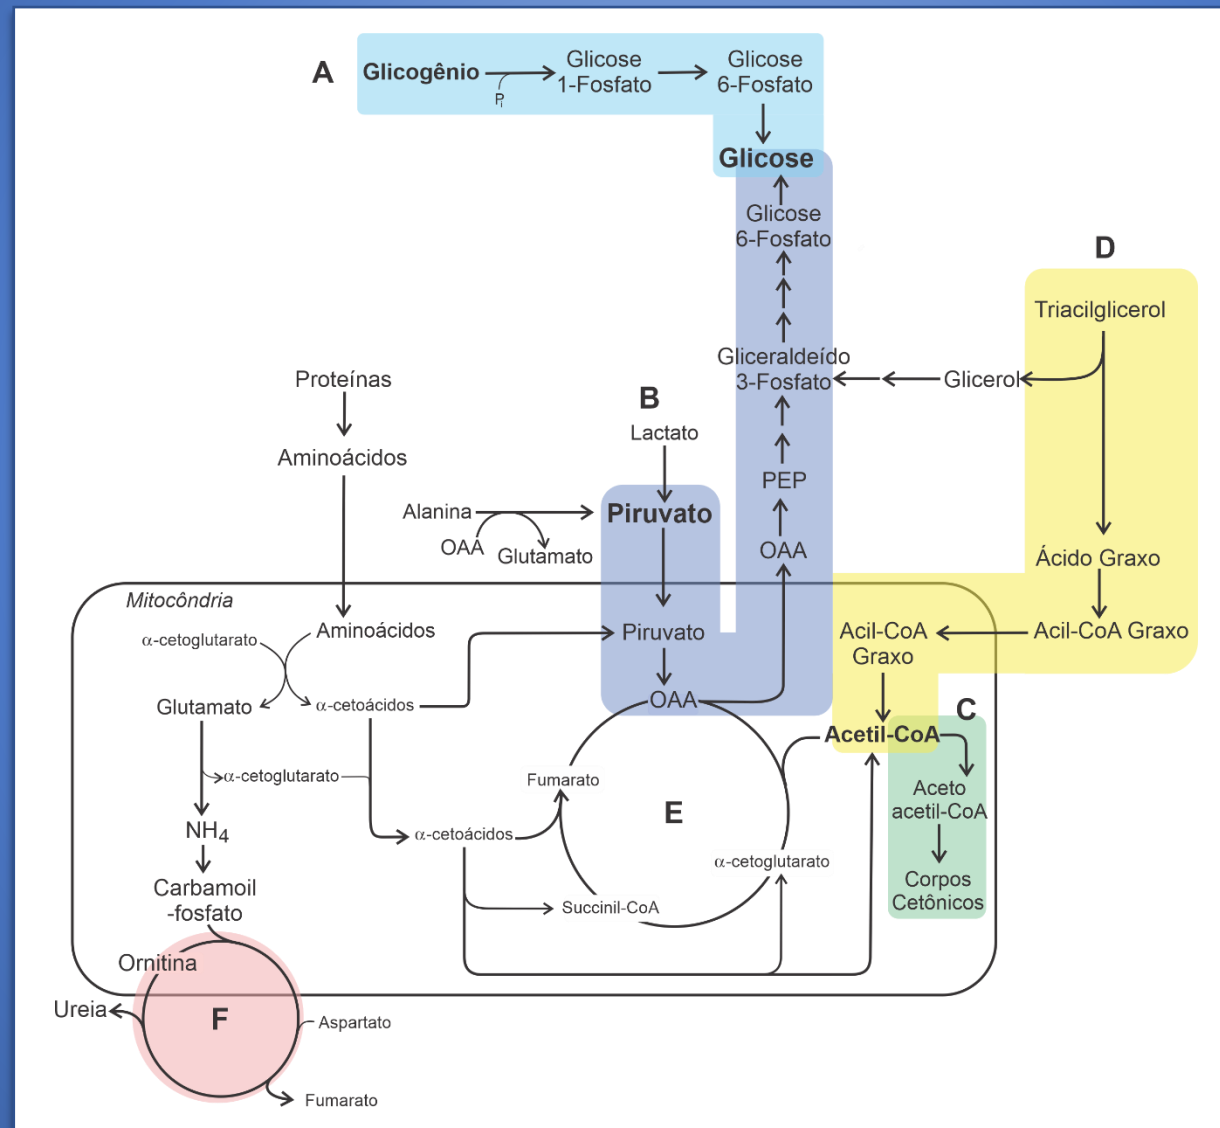 A
Glicogênio
Pi
Glicose
1-Fosfato
Glicose
6-Fosfato
Glicose
Glicose
6-Fosfato
D
Triacilglicerol
Gliceraldeído
3-Fosfato
Glicerol
Proteínas
B
Lactato
Aminoácidos
PEP
Alanina
Piruvato
OAA
Glutamato
OAA
Ácido Graxo
Mitocôndria
α-cetoglutarato
Aminoácidos
Piruvato
Acil-CoA
Graxo
Acil-CoA Graxo
Glutamato
α-cetoácidos
OAA
C
Acetil-CoA
α-cetoglutarato
Fumarato
Aceto
acetil-CoA
E
NH4
α-cetoácidos
α-cetoglutarato
Carbamoil
-fosfato
Succinil-CoA
Corpos
Cetônicos
Ornitina
Ureia
F
Aspartato
Fumarato